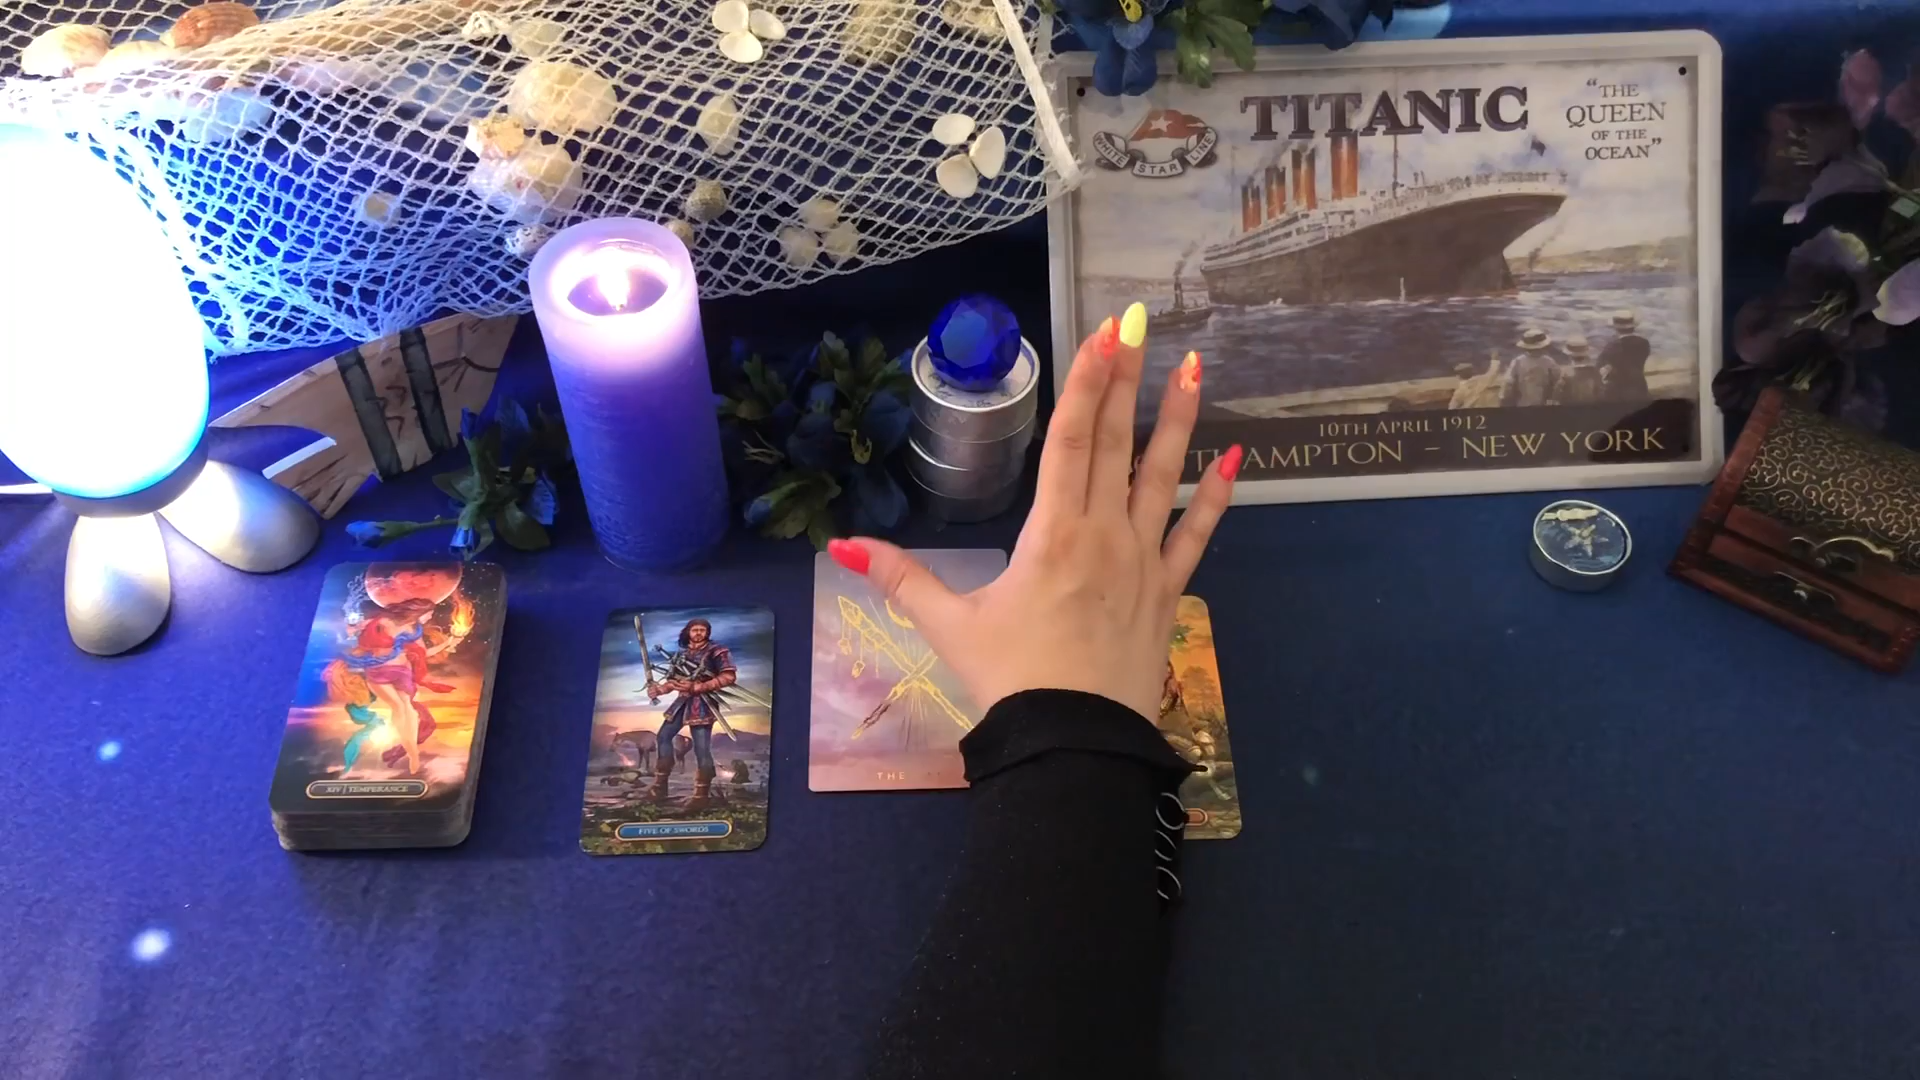 TITANIC
"THE
QUEEN
OF THE
OCEAN"
WHITE STAR LINE
10TH APRIL 1912
THAMPTON - NEW YORK
XIV | TEMPERANCE
FIVE OF SWORDS
THE